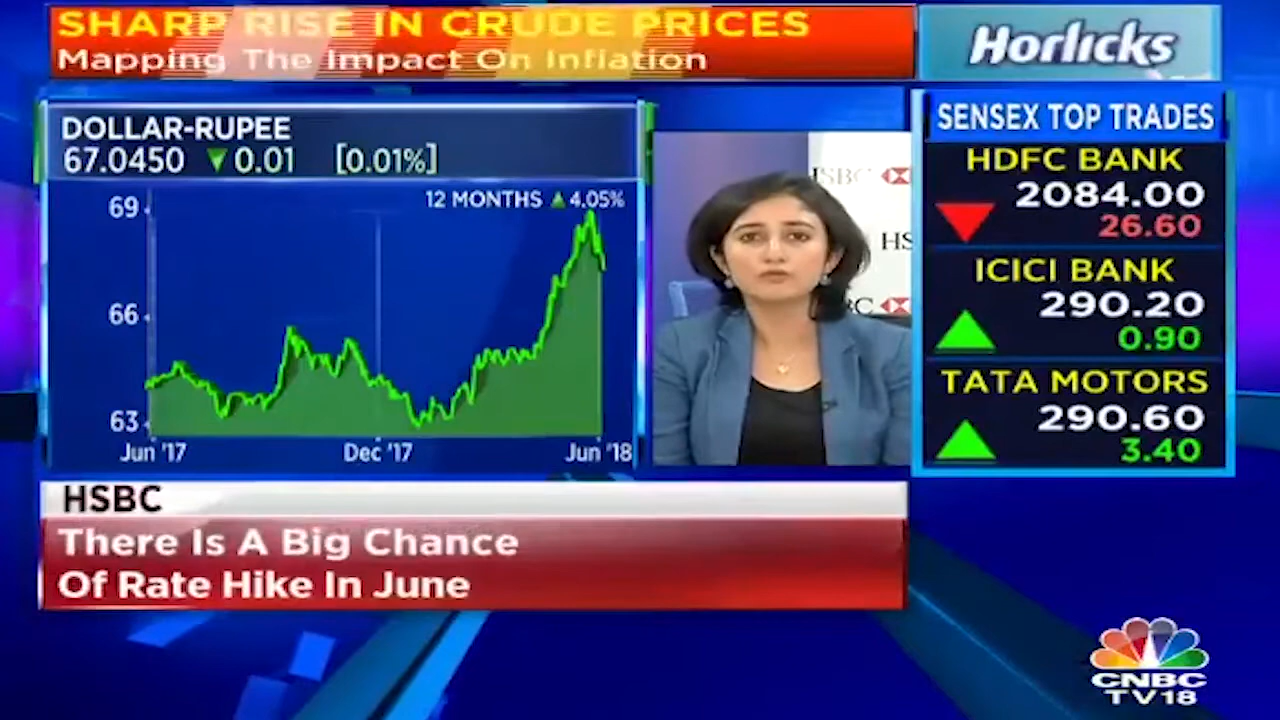 SHARP RISE IN CRUDE PRICES
Mapping The Impact On Inflation
Horlicks
DOLLAR-RUPEE
67.0450 ▼0.01 [0.01%]
12 MONTHS ▲4.05%
69
66
63
Jun '17 Dec '17 Jun '18
HSBC
HS
BC
SENSEX TOP TRADES
HDFC BANK
2084.00
26.60
ICICI BANK
290.20
0.90
TATA MOTORS
290.60
3.40
HSBC
There Is A Big Chance
Of Rate Hike In June
CNBC
TV18